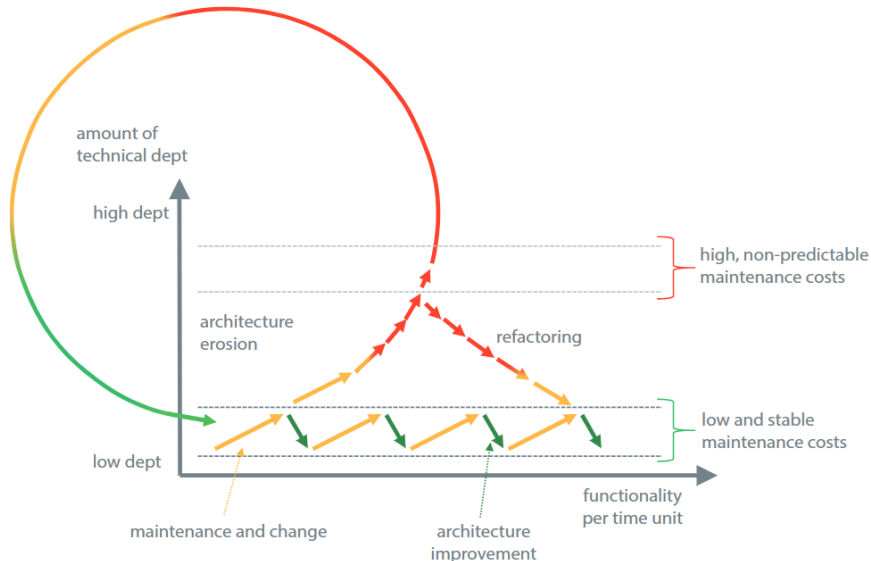 amount of
technical dept
high dept
high, non-predictable
maintenance costs
architecture
erosion
refactoring
low and stable
maintenance costs
low dept
functionality
per time unit
maintenance and change
architecture
improvement